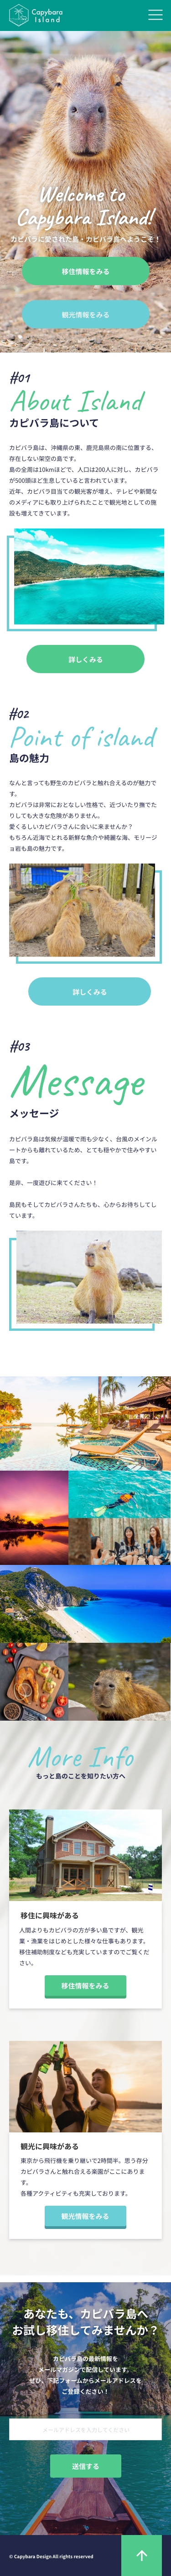 Capybara
Island
Welcome to
Capybara Island!
カピバラに愛された島・カピバラ島へようこそ！
移住情報をみる
観光情報をみる
#01
About Island
カピバラ島について
カピバラ島は、沖縄県の東、鹿児島県の南に位置する、
存在しない架空の島です。
島の全周は10kmほどで、人口は200人に対し、カピバラ
が500頭ほど生息していると言われています。
近年、カピバラ目当ての観光客が増え、テレビや新聞な
のメディアにも取り上げられたことで観光地としての施
設も増えてきています。
詳しくみる
#02
Point of island
島の魅力
なんと言っても野生のカピバラと触れ合えるのが魅力で
す。
カピバラは非常におとなしい性格で、近づいたり撫でた
りしても大きな危険がありません。
愛くるしいカピバラさんに会いに来ませんか？
もちろん近海でとれる新鮮な魚介や綺麗な海、モリージ
ョ岩も島の魅力です。
詳しくみる
#03
Message
メッセージ
カピバラ島は気候が温暖で雨も少なく、台風のメインル
ートからも離れているため、とても穏やかで住みやすい
島です。
是非、一度遊びに来てください！
島民もそしてカピバラさんたちも、心からお待ちしてし
ています。
More Info
もっと島のことを知りたい方へ
移住に興味がある
人間よりもカピバラの方が多い島ですが、観光
業・漁業をはじめとした様々な仕事もあります。
移住補助制度なども充実していますのでご覧くだ
さい。
移住情報をみる
観光に興味がある
東京から飛行機を乗り継いで2時間半。思う存分
カピバラさんと触れ合える楽園がここにありま
す。
各種アクティビティも充実しております。
観光情報をみる
あなたも、カピバラ島へ
お試し移住してみませんか？
カピバラ島の最新情報を
メールマガジンで配信しています。
ぜひ、下記フォームからメールアドレスを
ご登録ください！
メールアドレスを入力してください
送信する
© Capybara Design All rights reserved